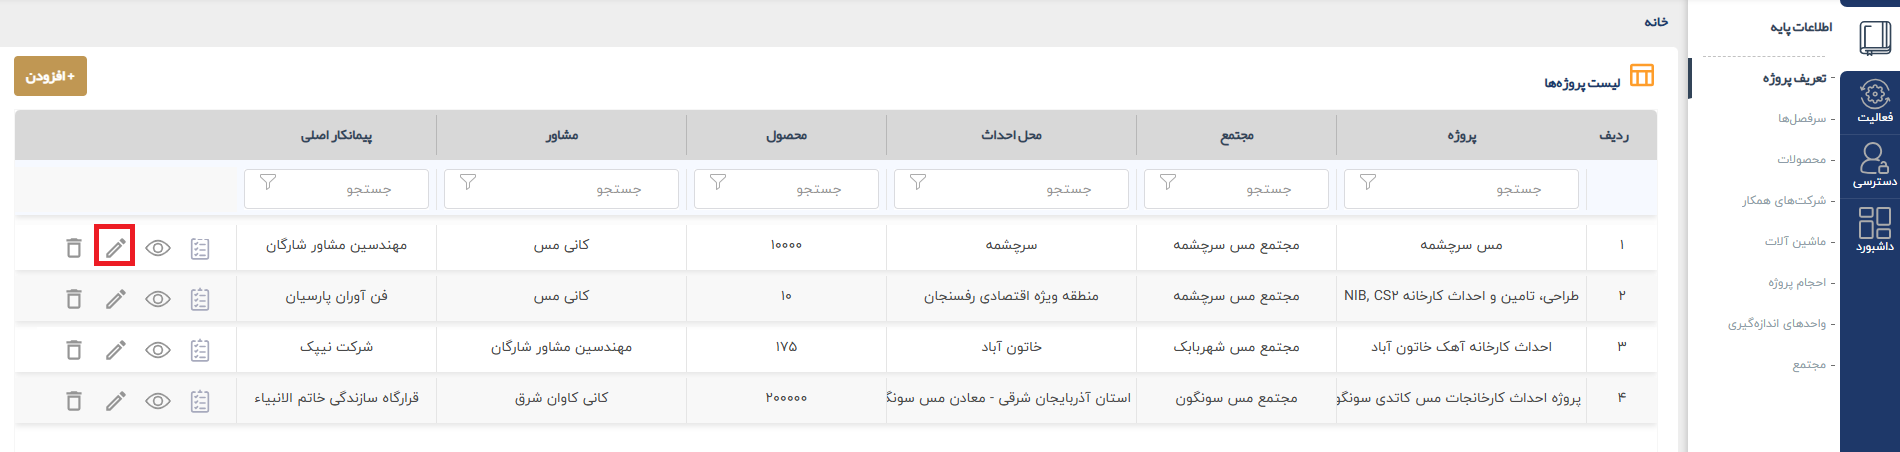 اطلاعات پایه
- تعریف پروژه
- سرفصل‌ها
- محصولات
- شرکت‌های همکار
- ماشین آلات
- احجام پروژه
- واحدهای اندازه‌گیری
- مجتمع
فعالیت
دسترسی
داشبورد
خانه
لیست پروژه‌ها
+ افزودن
ردیف پروژه مجتمع محل احداث محصول مشاور پیمانکار اصلی
جستجو جستجو جستجو جستجو جستجو جستجو
۱ مس سرچشمه مجتمع مس سرچشمه سرچشمه ۱۰۰۰۰ کانی مس مهندسین مشاور شارگان
۲ طراحی، تامین و احداث کارخانه NIB, CS۲ مجتمع مس سرچشمه منطقه ویژه اقتصادی رفسنجان ۱۰ کانی مس فن آوران پارسیان
۳ احداث کارخانه آهک خاتون آباد مجتمع مس شهربابک خاتون آباد ۱۷۵ مهندسین مشاور شارگان شرکت نیپک
۴ پروژه احداث کارخانجات مس کاتدی سونگو مجتمع مس سونگون استان آذربایجان شرقی - معادن مس سونگ ۲۰۰۰۰۰ کانی کاوان شرق قرارگاه سازندگی خاتم الانبیاء